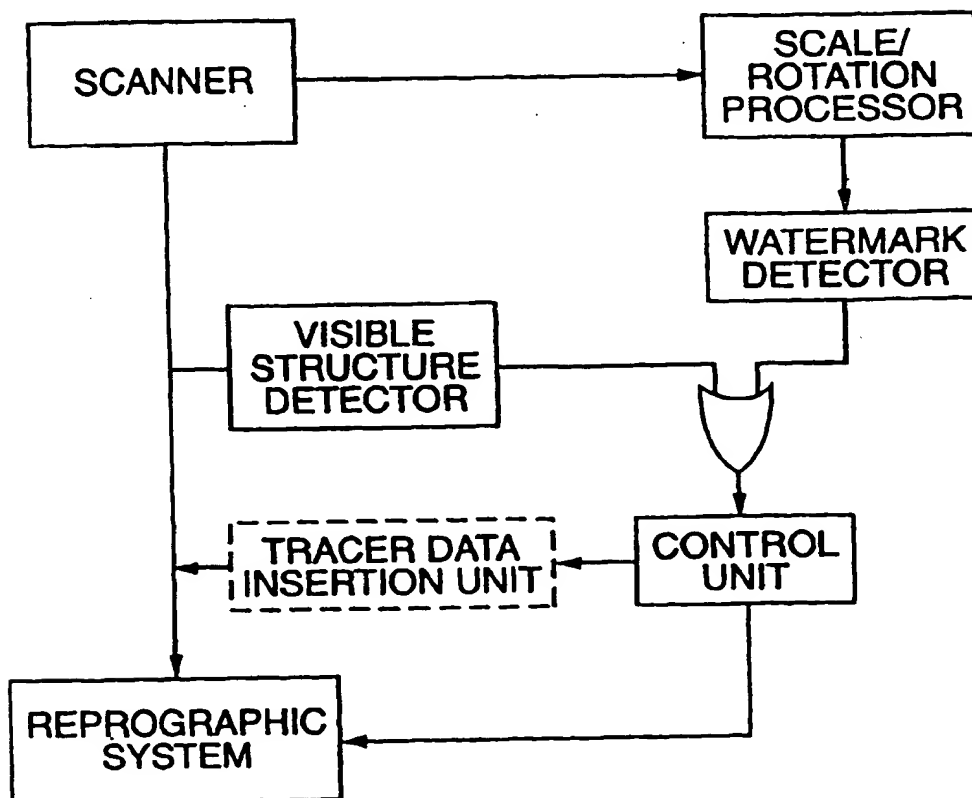 SCANNER
SCALE/
ROTATION
PROCESSOR
WATERMARK
DETECTOR
VISIBLE
STRUCTURE
DETECTOR
TRACER DATA
INSERTION UNIT
CONTROL
UNIT
REPROGRAPHIC
SYSTEM